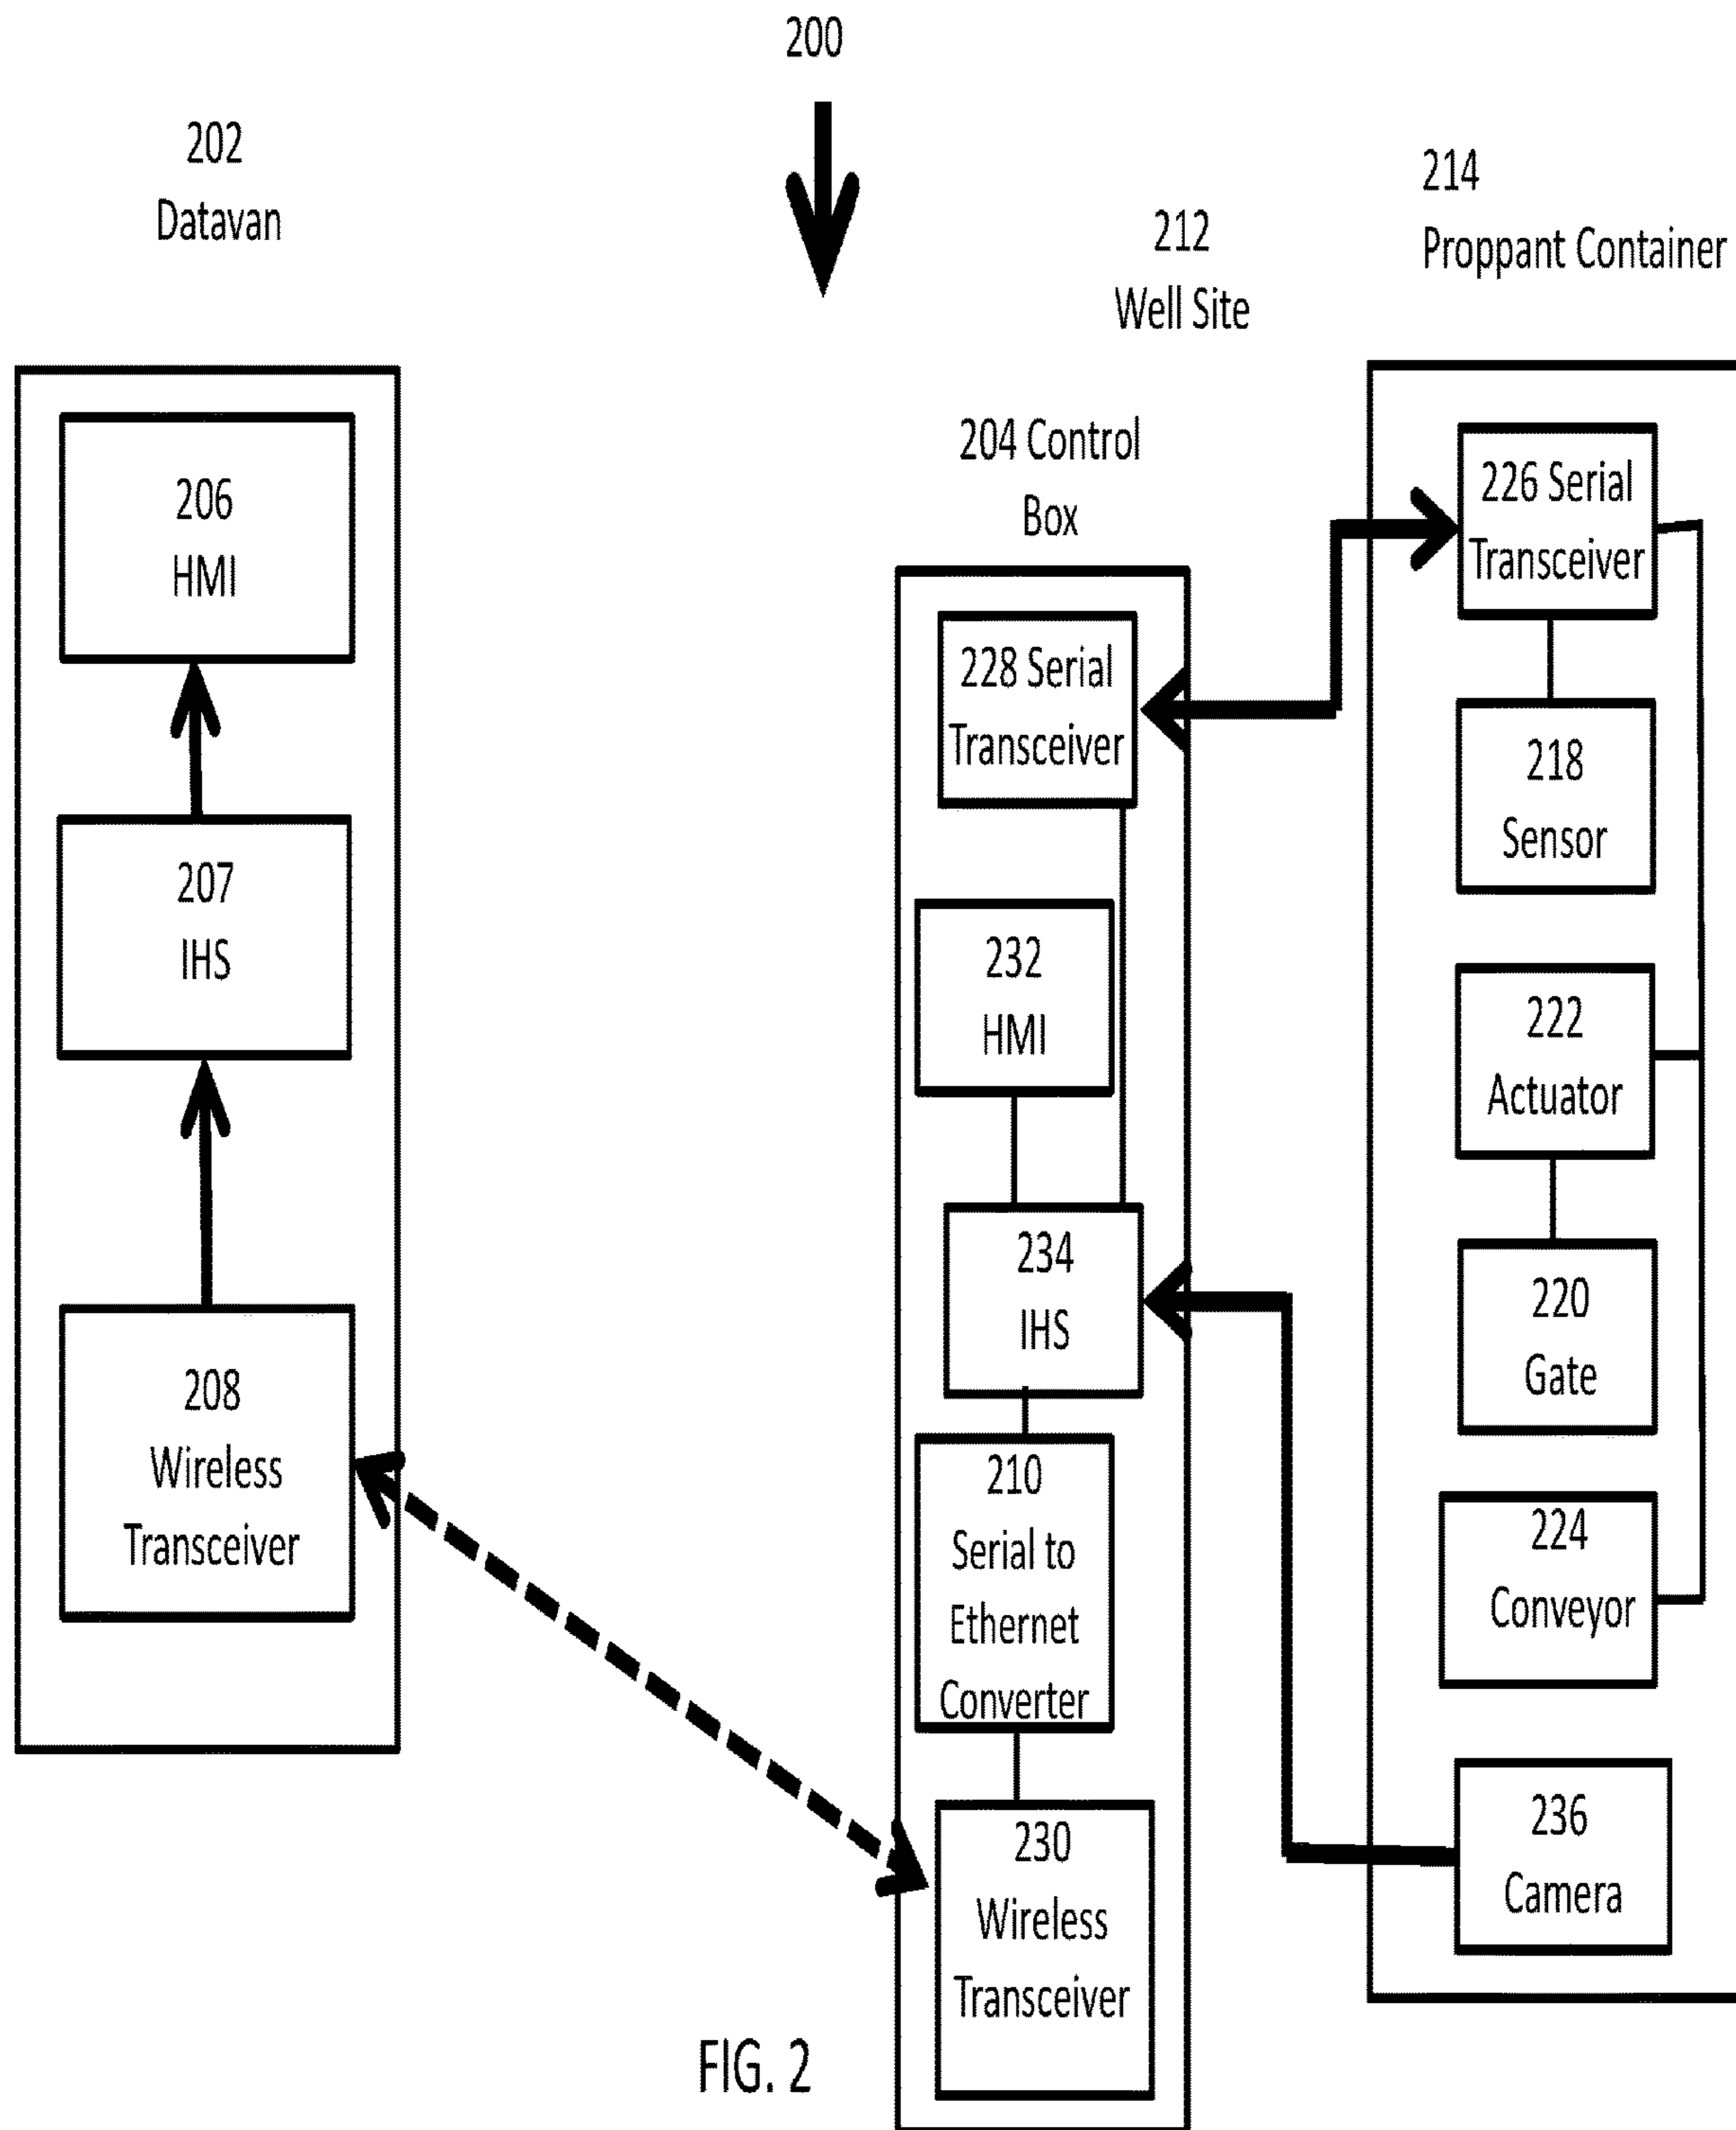 200
202
Datavan
212
Well Site
214
Proppant Container
206
HMI
207
IHS
208
Wireless
Transceiver
204 Control
Box
228 Serial
Transceiver
232
HMI
234
IHS
210
Serial to
Ethernet
Converter
230
Wireless
Transceiver
226 Serial
Transceiver
218
Sensor
222
Actuator
220
Gate
224
Conveyor
236
Camera
FIG. 2